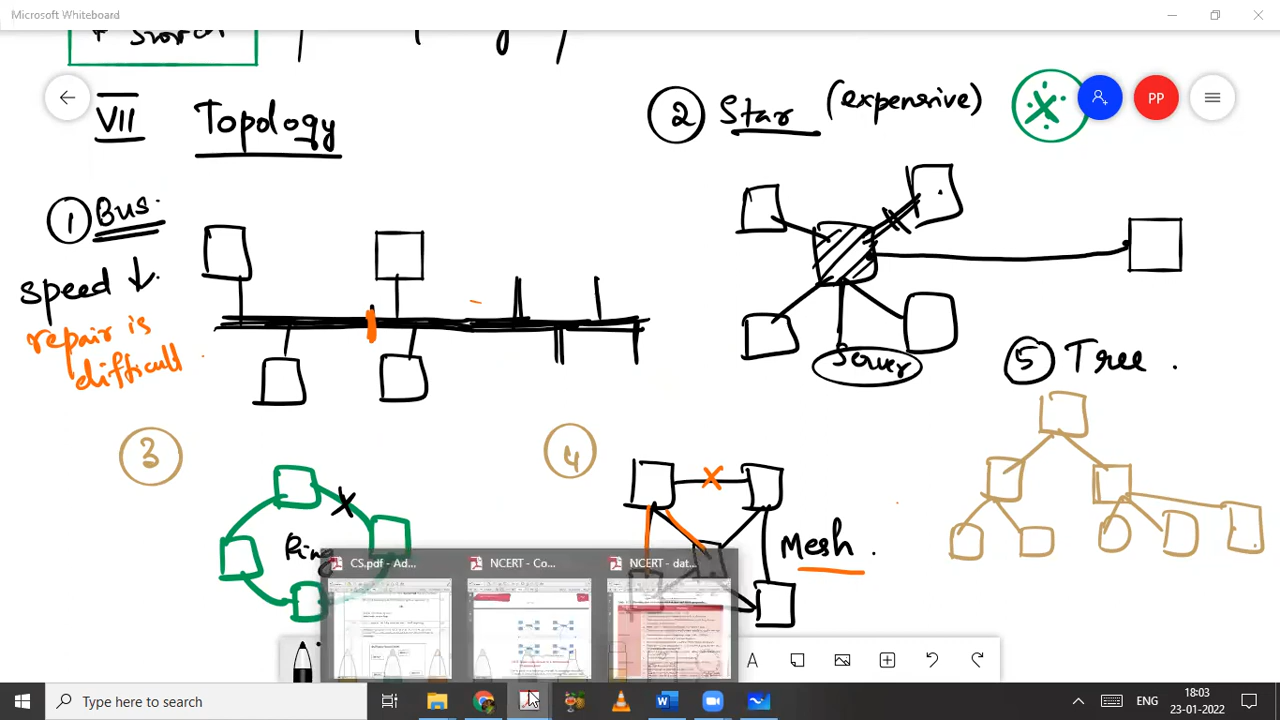 Microsoft Whiteboard
VII Topology
② Star (expensive)
PP
① Bus.
speed ↓.
repair is
difficult
Server
⑤ Tree.
③
④
Ring
Mesh.
CS.pdf - Ad...
NCERT - Co...
NCERT - dat...
A
Type here to search
ENG
18:03
23-01-2022